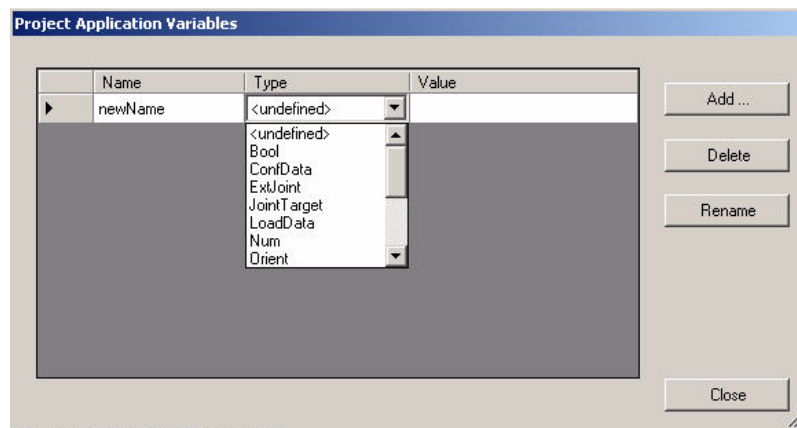 Project Application Variables
Name Type Value
newName <undefined>
<undefined>
Bool
ConfData
ExtJoint
JointTarget
LoadData
Num
Orient
Add ...
Delete
Rename
Close